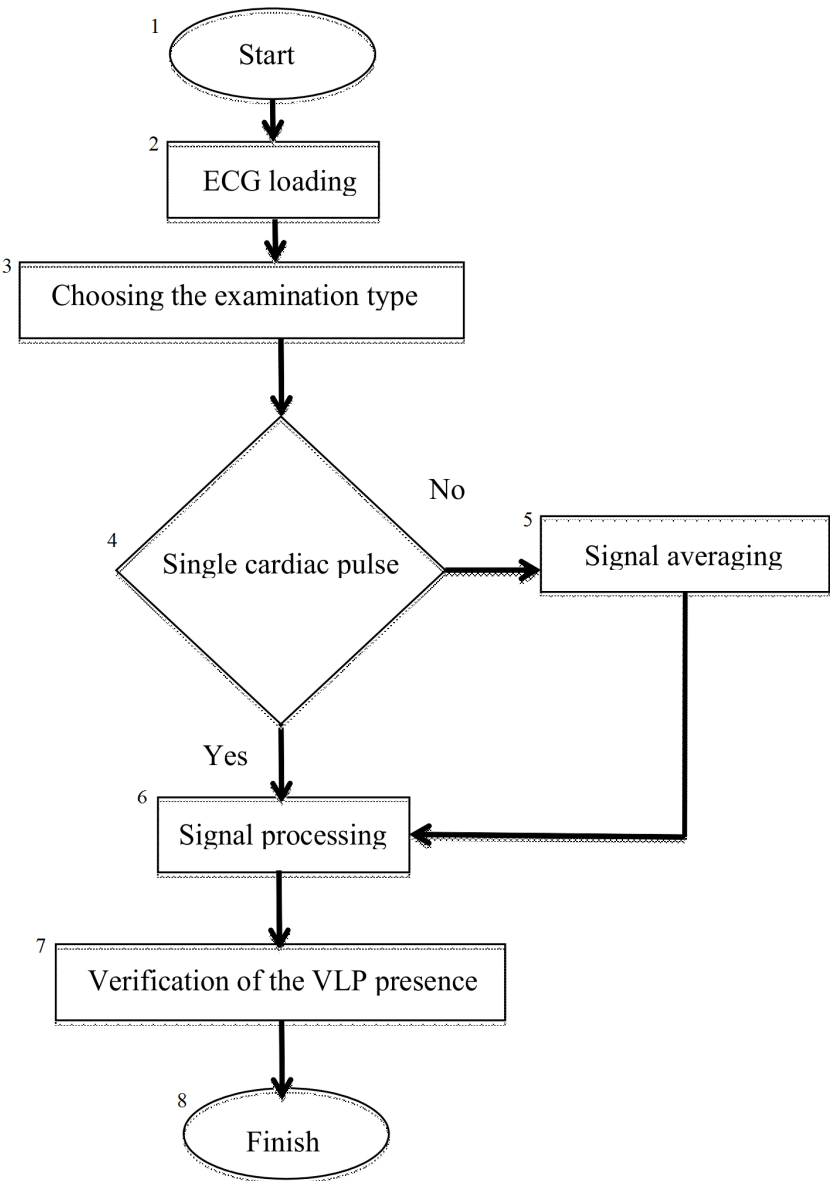 1
Start
2
ECG loading
3
Choosing the examination type
No
4
Single cardiac pulse
5
Signal averaging
Yes
6
Signal processing
7
Verification of the VLP presence
8
Finish